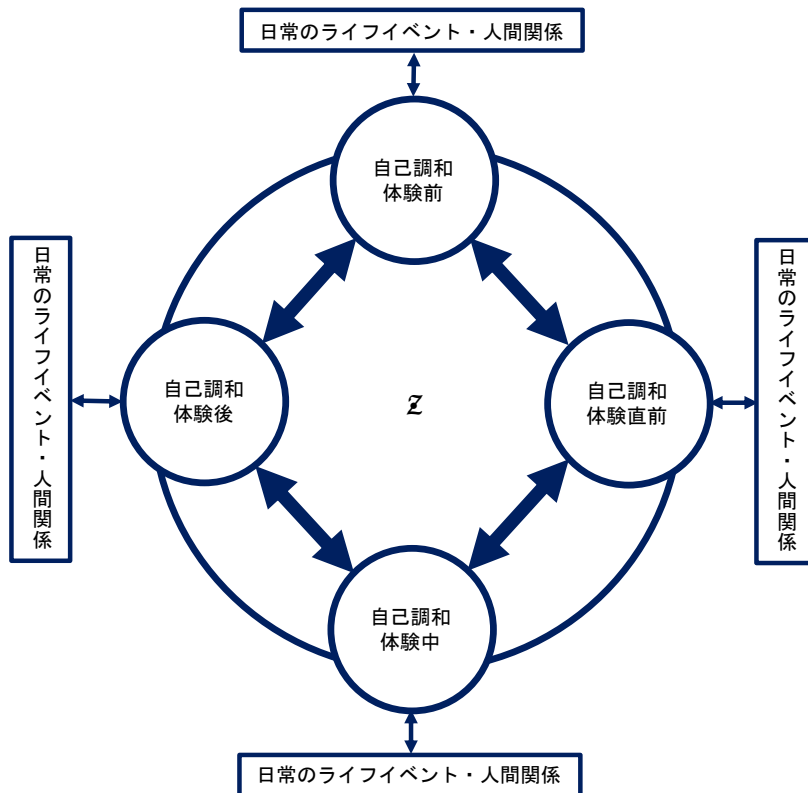 日常のライフイベント・人間関係
自己調和
体験前
日常のライフイベント・人間関係
自己調和
体験後
z
自己調和
体験直前
日常のライフイベント・人間関係
自己調和
体験中
日常のライフイベント・人間関係